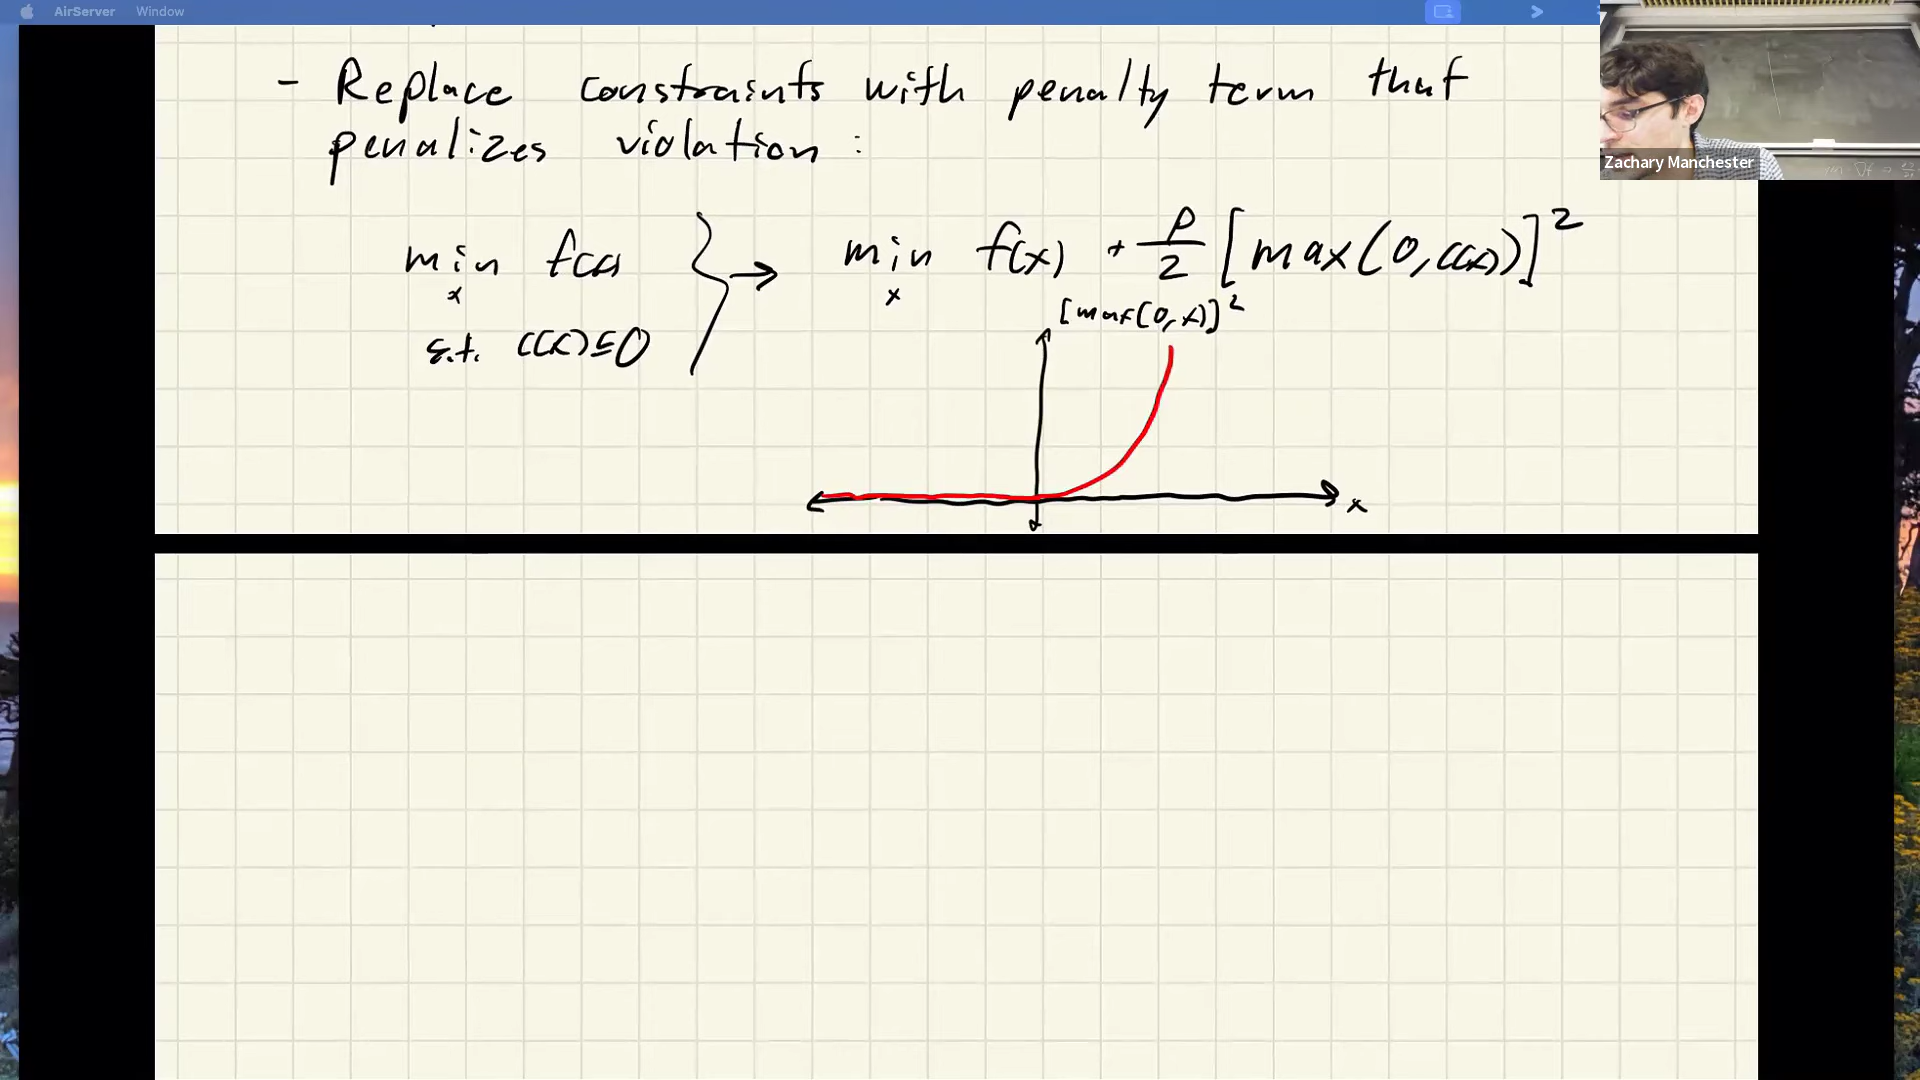 AirServer Window
- Replace constraints with penalty term that
penalizes violation :
min f(x) } → min f(x) + ρ/2 [max(0, c(x))]²
x x
s.t. c(x) ≤ 0
[max(0, x)]²
x
Zachary Manchester